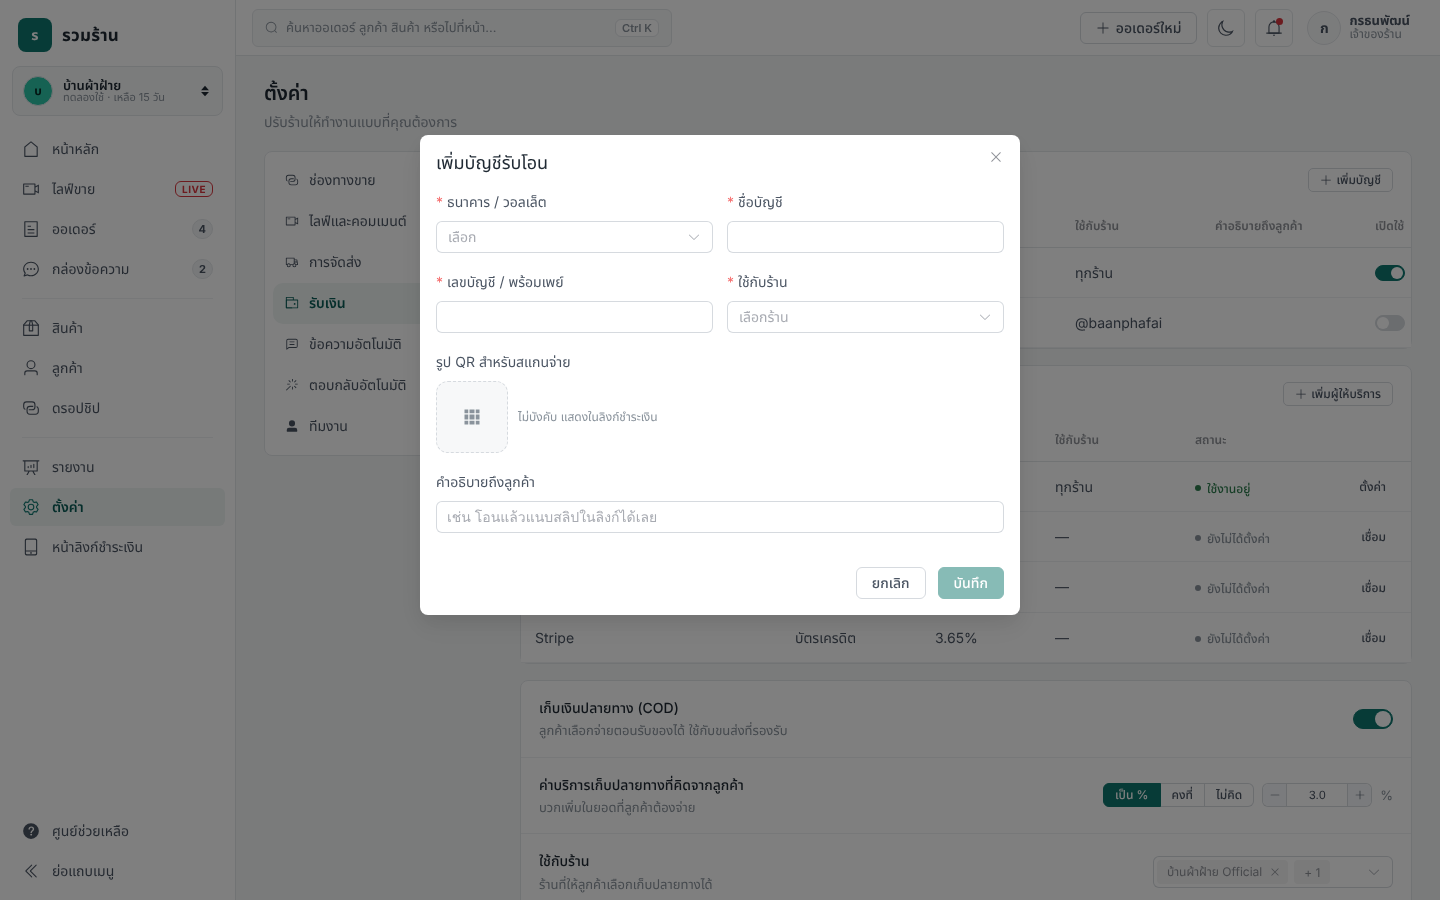 s
รวมร้าน
ค้นหาออเดอร์ ลูกค้า สินค้า หรือไปที่หน้า...
Ctrl K
ออเดอร์ใหม่
ก
กรธนพัฒน์
เจ้าของร้าน
บ
บ้านผ้าฝ้าย
ทดลองใช้ · เหลือ 15 วัน
หน้าหลัก
ไลฟ์ขาย
LIVE
ออเดอร์
4
กล่องข้อความ
2
สินค้า
ลูกค้า
ดรอปชิป
รายงาน
ตั้งค่า
หน้าลิงก์ชำระเงิน
ศูนย์ช่วยเหลือ
ย่อแถบเมนู
ตั้งค่า
ปรับร้านให้ทำงานแบบที่คุณต้องการ
ช่องทางขาย
ไลฟ์และคอมเมนต์
การจัดส่ง
รับเงิน
ข้อความอัตโนมัติ
ตอบกลับอัตโนมัติ
ทีมงาน
เพิ่มบัญชีรับโอน
* ธนาคาร / วอลเล็ต
* ชื่อบัญชี
เลือก
* เลขบัญชี / พร้อมเพย์
* ใช้กับร้าน
เลือกร้าน
รูป QR สำหรับสแกนจ่าย
ไม่บังคับ แสดงในลิงก์ชำระเงิน
คำอธิบายถึงลูกค้า
เช่น โอนแล้วแนบสลิปในลิงก์ได้เลย
ยกเลิก
บันทึก
เพิ่มบัญชี
ใช้กับร้าน
คำอธิบายถึงลูกค้า
เปิดใช้
ทุกร้าน
@baanphafai
เพิ่มผู้ให้บริการ
ใช้กับร้าน
สถานะ
ทุกร้าน
ใช้งานอยู่
ตั้งค่า
—
ยังไม่ได้ตั้งค่า
เชื่อม
—
ยังไม่ได้ตั้งค่า
เชื่อม
Stripe
บัตรเครดิต
3.65%
—
ยังไม่ได้ตั้งค่า
เชื่อม
เก็บเงินปลายทาง (COD)
ลูกค้าเลือกจ่ายตอนรับของได้ ใช้กับขนส่งที่รองรับ
ค่าบริการเก็บปลายทางที่คิดจากลูกค้า
บวกเพิ่มในยอดที่ลูกค้าต้องจ่าย
เป็น %
คงที่
ไม่คิด
3.0
%
ใช้กับร้าน
ร้านที่ให้ลูกค้าเลือกเก็บปลายทางได้
บ้านผ้าฝ้าย Official
+ 1